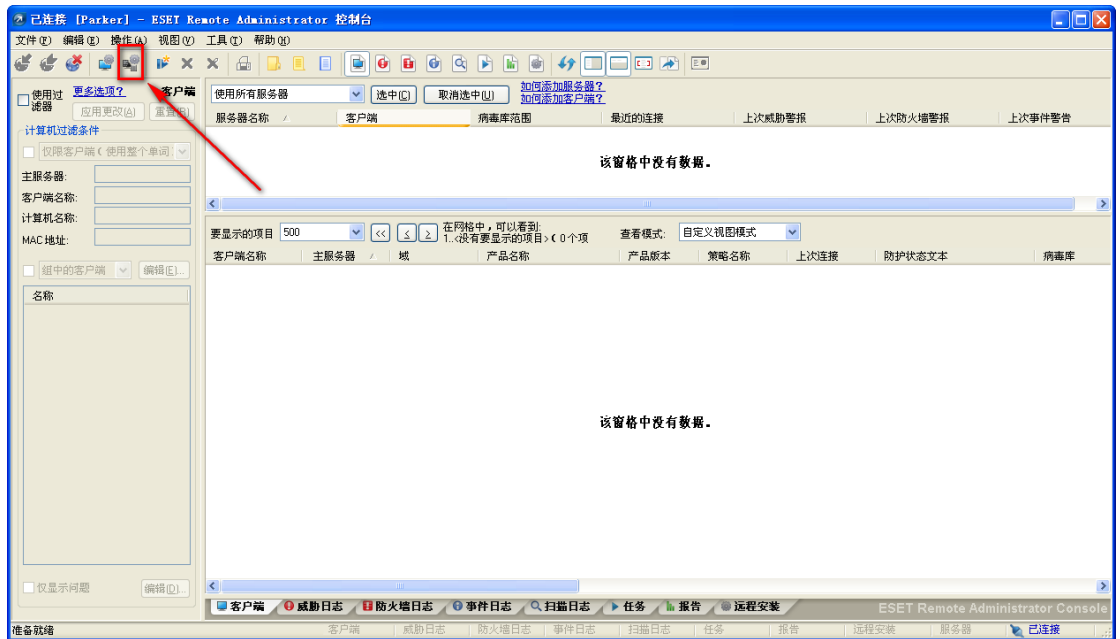 已连接 [Parker] - ESET Remote Administrator 控制台
文件(F) 编辑(E) 操作(A) 视图(V) 工具(T) 帮助(H)
使用过滤器 更多选项? 客户端
应用更改(A) 重置(R)
计算机过滤条件
仅限客户端(使用整个单词
主服务器:
客户端名称:
计算机名称:
MAC 地址:
组中的客户端 编辑(E)...
名称
仅显示问题 编辑(D)...
使用所有服务器 选中(C) 取消选中(U) 如何添加服务器?
如何添加客户端?
服务器名称 客户端 病毒库范围 最近的连接 上次威胁警报 上次防火墙警报 上次事件警告
该窗格中没有数据。
要显示的项目 500 << < > 在网格中，可以看到:
1..<没有要显示的项目>(0个项 查看模式: 自定义视图模式
客户端名称 主服务器 域 产品名称 产品版本 策略名称 上次连接 防护状态文本 病毒库
该窗格中没有数据。
客户端 威胁日志 防火墙日志 事件日志 扫描日志 任务 报告 远程安装 ESET Remote Administrator Console
准备就绪 客户端 威胁日志 防火墙日志 事件日志 扫描日志 任务 报告 远程安装 服务器 已连接